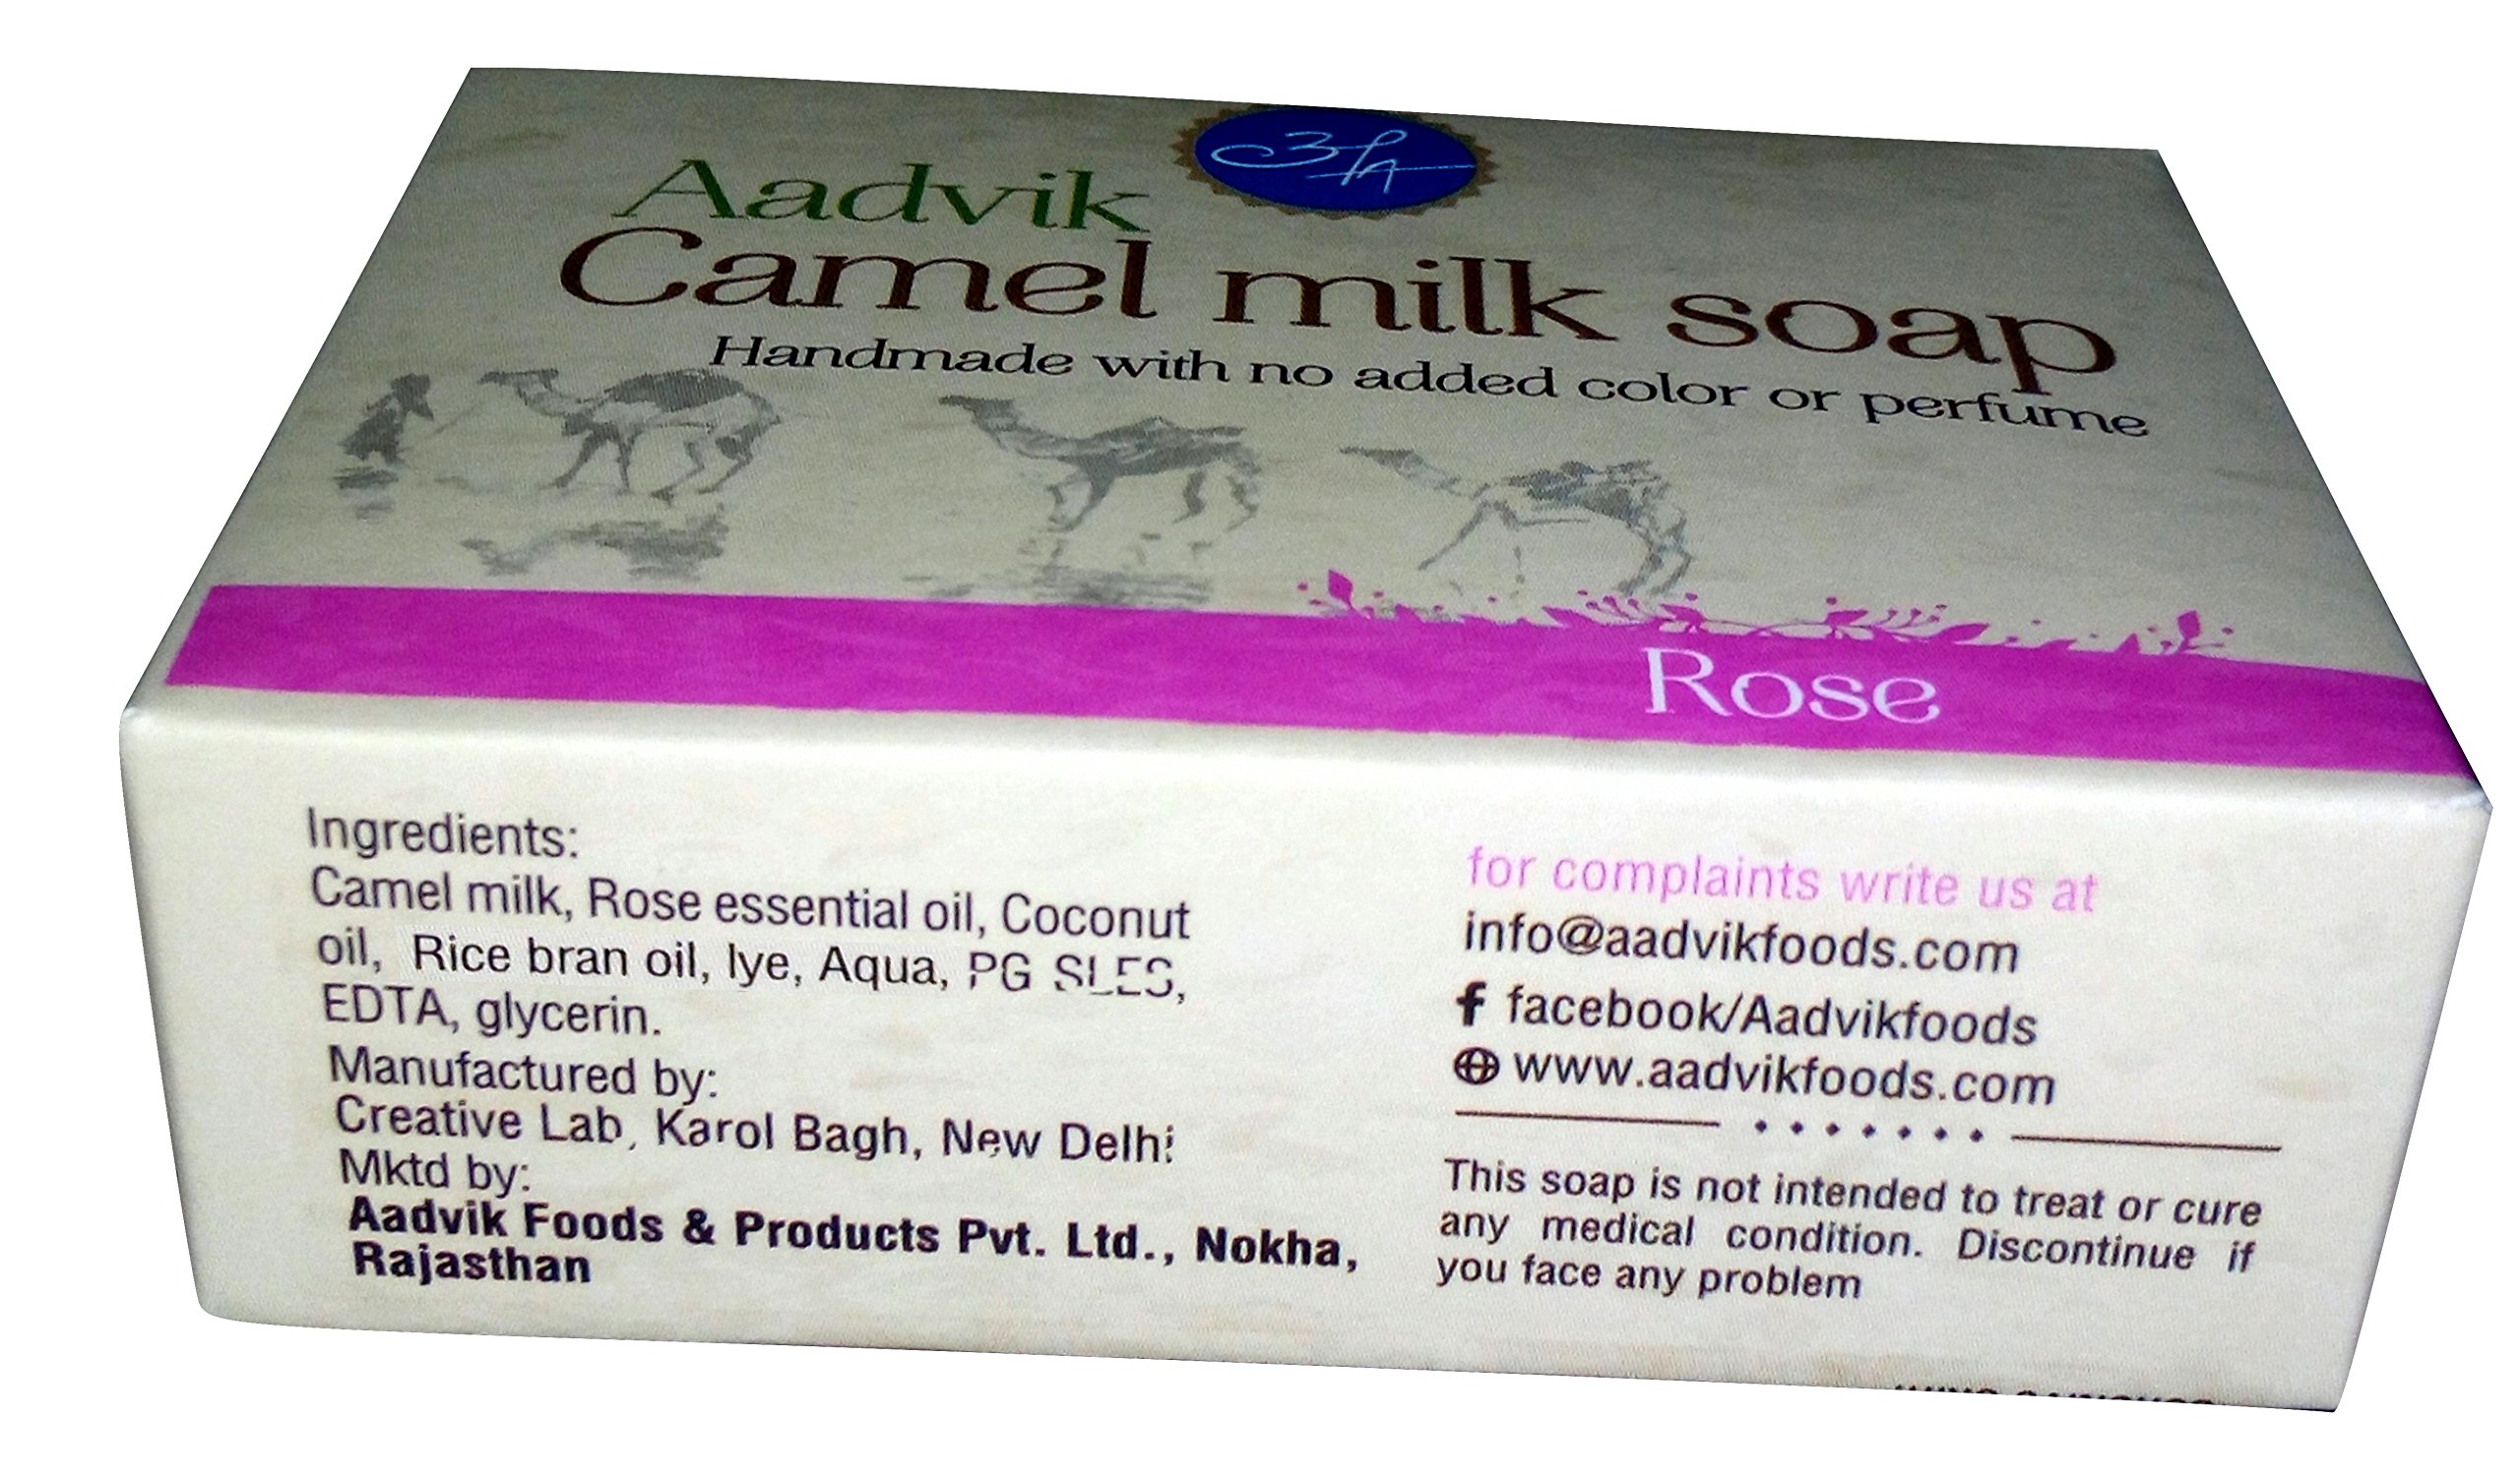 Aadvik
Camel milk soap
Handmade with no added color or perfume
Rose
Ingredients:
Camel milk, Rose essential oil, Coconut
oil, Rice bran oil, lye, Aqua, PG SLES,
EDTA, glycerin.
Manufactured by:
Creative Lab, Karol Bagh, New Delhi
Mktd by:
Aadvik Foods & Products Pvt. Ltd., Nokha,
Rajasthan
for complaints write us at
info@aadvikfoods.com
f facebook/Aadvikfoods
www.aadvikfoods.com
This soap is not intended to treat or cure
any medical condition. Discontinue if
you face any problem